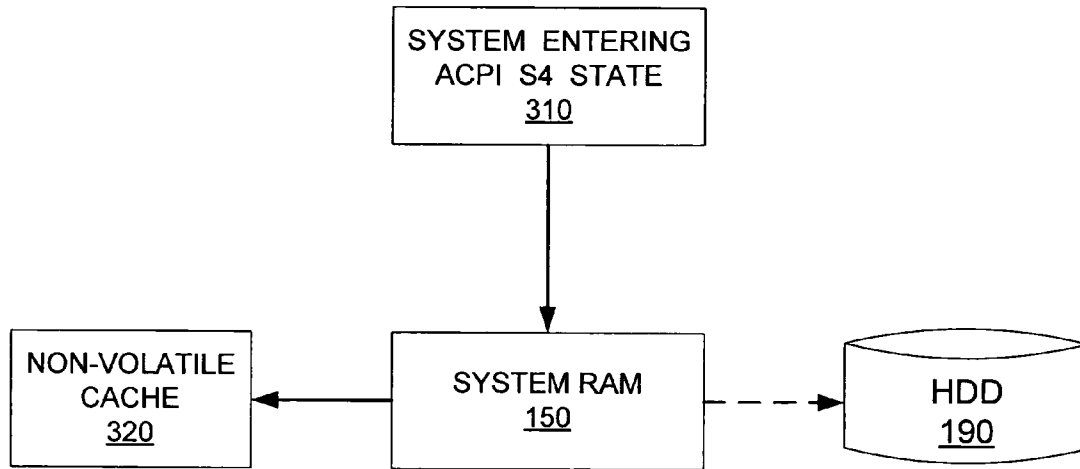 SYSTEM ENTERING
ACPI S4 STATE
310
NON-VOLATILE
CACHE
320
SYSTEM RAM
150
HDD
190